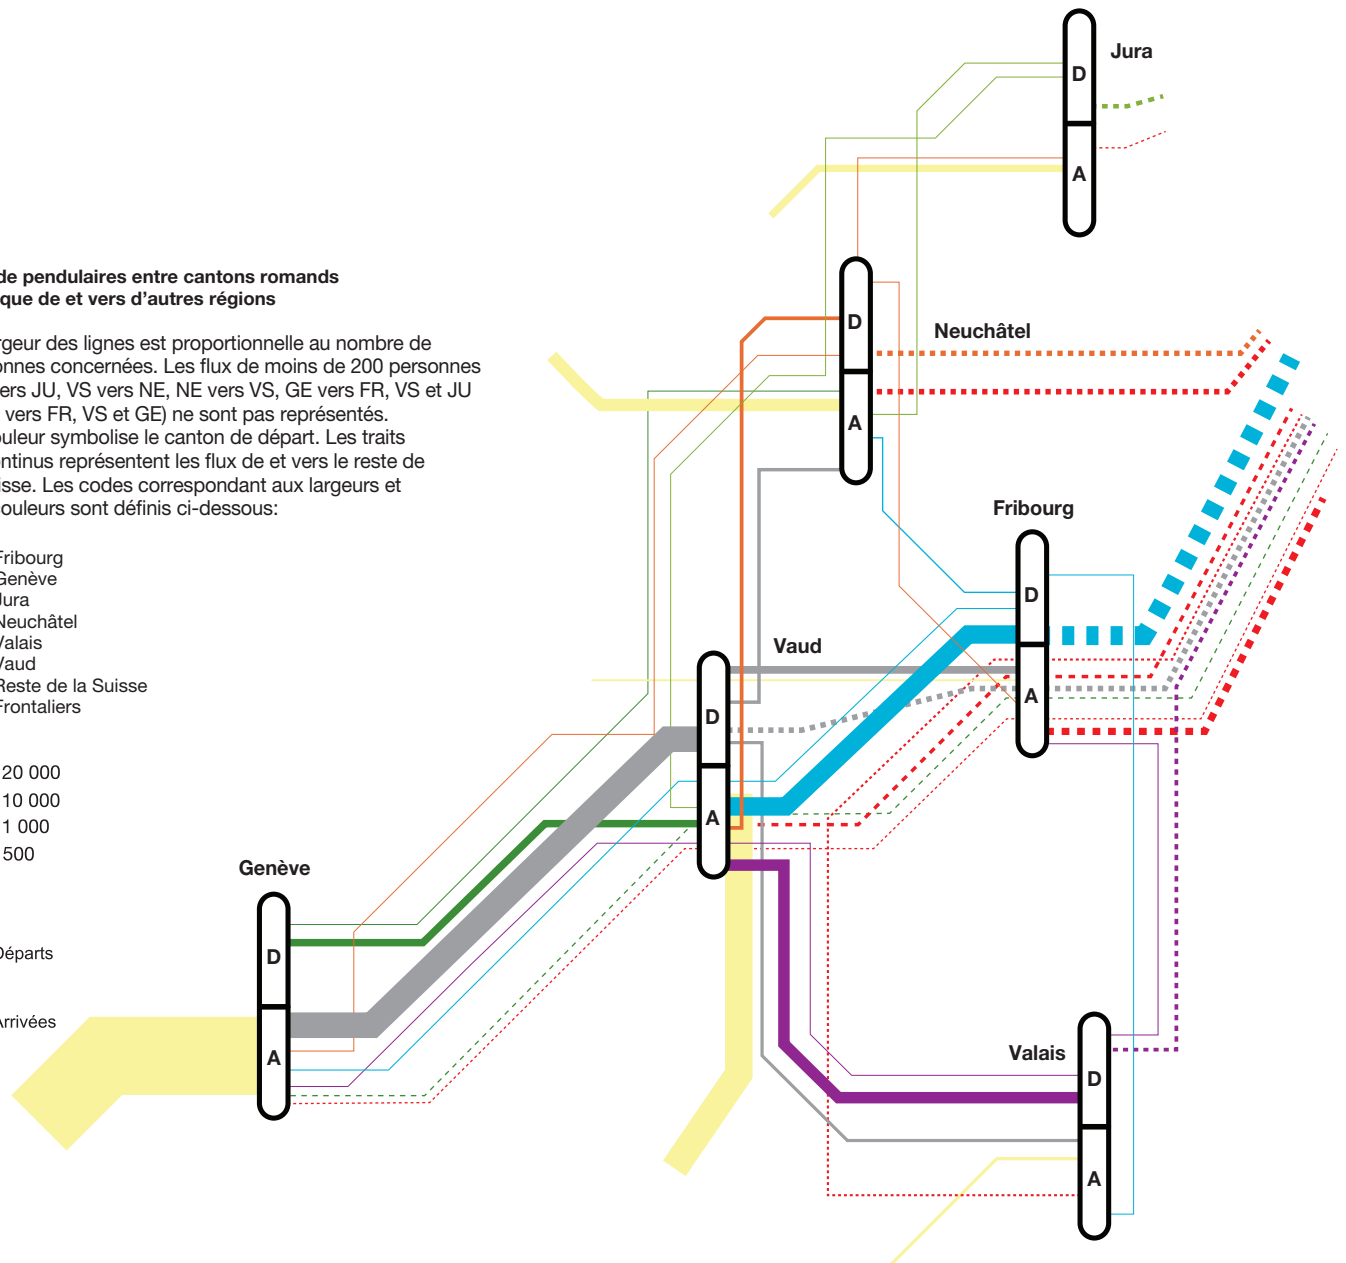 de pendulaires entre cantons romands
que de et vers d'autres régions
rgeur des lignes est proportionnelle au nombre de
onnes concernées. Les flux de moins de 200 personnes
ers JU, VS vers NE, NE vers VS, GE vers FR, VS et JU
vers FR, VS et GE) ne sont pas représentés.
ouleur symbolise le canton de départ. Les traits
ontinus représentent les flux de et vers le reste de
isse. Les codes correspondant aux largeurs et
couleurs sont définis ci-dessous:
Fribourg
Genève
Jura
Neuchâtel
Valais
Vaud
Reste de la Suisse
Frontaliers
20 000
10 000
1 000
500
Départs
Arrivées
Jura
D
A
Neuchâtel
D
A
Fribourg
D
A
Vaud
D
A
Genève
D
A
Valais
D
A